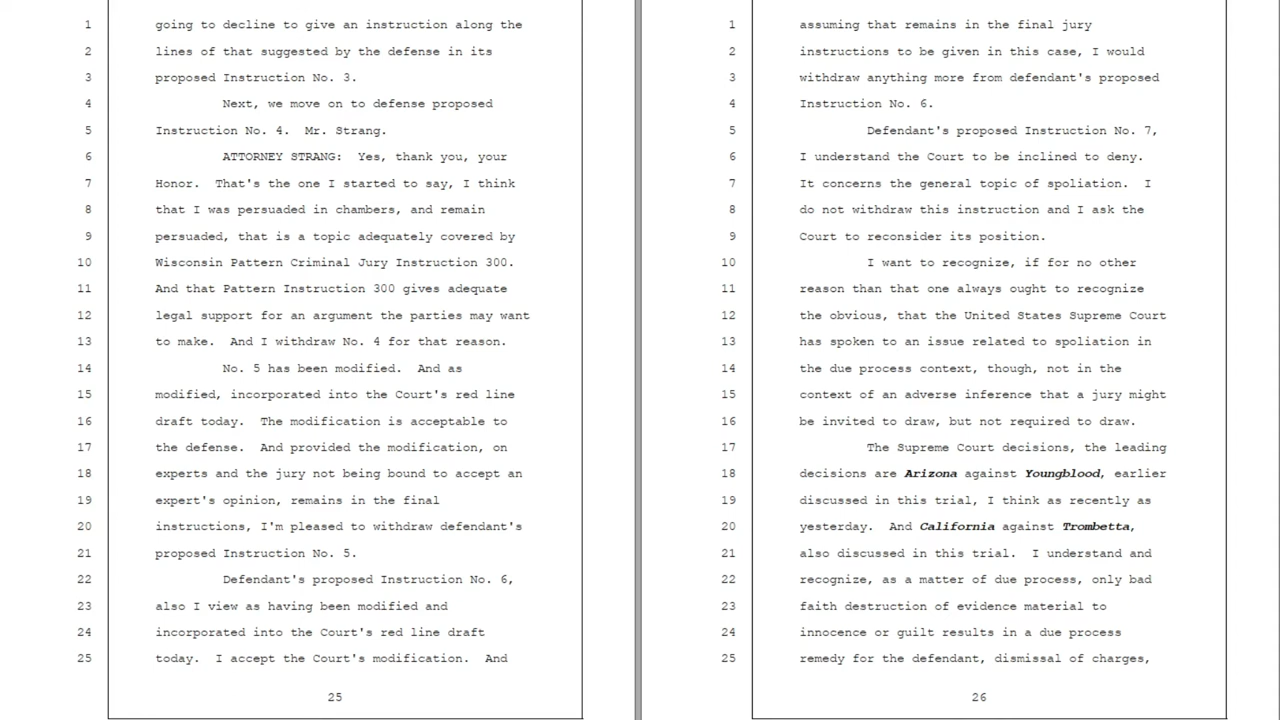 1 going to decline to give an instruction along the
2 lines of that suggested by the defense in its
3 proposed Instruction No. 3.
4 Next, we move on to defense proposed
5 Instruction No. 4. Mr. Strang.
6 ATTORNEY STRANG: Yes, thank you, your
7 Honor. That's the one I started to say, I think
8 that I was persuaded in chambers, and remain
9 persuaded, that is a topic adequately covered by
10 Wisconsin Pattern Criminal Jury Instruction 300.
11 And that Pattern Instruction 300 gives adequate
12 legal support for an argument the parties may want
13 to make. And I withdraw No. 4 for that reason.
14 No. 5 has been modified. And as
15 modified, incorporated into the Court's red line
16 draft today. The modification is acceptable to
17 the defense. And provided the modification, on
18 experts and the jury not being bound to accept an
19 expert's opinion, remains in the final
20 instructions, I'm pleased to withdraw defendant's
21 proposed Instruction No. 5.
22 Defendant's proposed Instruction No. 6,
23 also I view as having been modified and
24 incorporated into the Court's red line draft
25 today. I accept the Court's modification. And
25
1 assuming that remains in the final jury
2 instructions to be given in this case, I would
3 withdraw anything more from defendant's proposed
4 Instruction No. 6.
5 Defendant's proposed Instruction No. 7,
6 I understand the Court to be inclined to deny.
7 It concerns the general topic of spoliation. I
8 do not withdraw this instruction and I ask the
9 Court to reconsider its position.
10 I want to recognize, if for no other
11 reason than that one always ought to recognize
12 the obvious, that the United States Supreme Court
13 has spoken to an issue related to spoliation in
14 the due process context, though, not in the
15 context of an adverse inference that a jury might
16 be invited to draw, but not required to draw.
17 The Supreme Court decisions, the leading
18 decisions are Arizona against Youngblood, earlier
19 discussed in this trial, I think as recently as
20 yesterday. And California against Trombetta,
21 also discussed in this trial. I understand and
22 recognize, as a matter of due process, only bad
23 faith destruction of evidence material to
24 innocence or guilt results in a due process
25 remedy for the defendant, dismissal of charges,
26